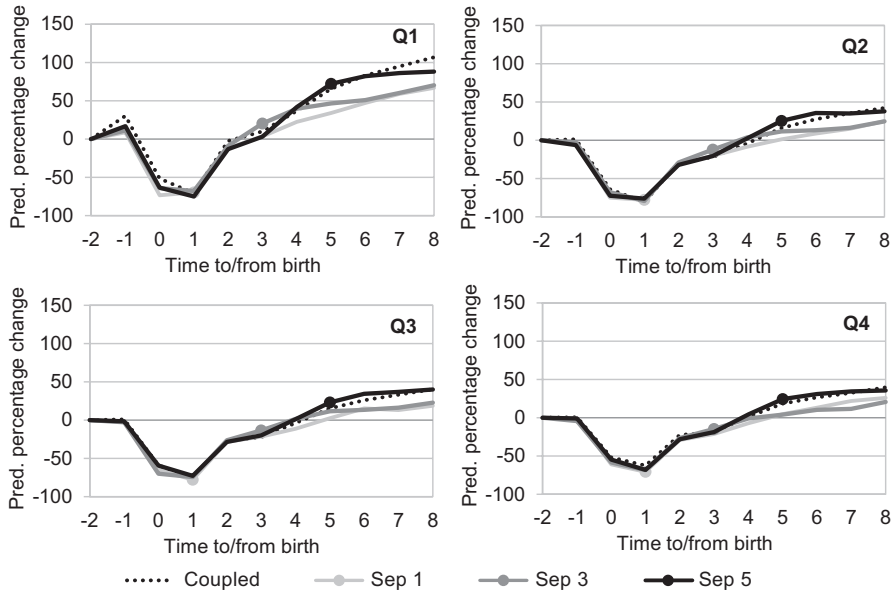 Q1
Pred. percentage change
150
100
50
0
-50
-100
-2 -1 0 1 2 3 4 5 6 7 8
Time to/from birth
Q2
Pred. percentage change
150
100
50
0
-50
-100
-2 -1 0 1 2 3 4 5 6 7 8
Time to/from birth
Q3
Pred. percentage change
150
100
50
0
-50
-100
-2 -1 0 1 2 3 4 5 6 7 8
Time to/from birth
Q4
Pred. percentage change
150
100
50
0
-50
-100
-2 -1 0 1 2 3 4 5 6 7 8
Time to/from birth
Coupled Sep 1 Sep 3 Sep 5